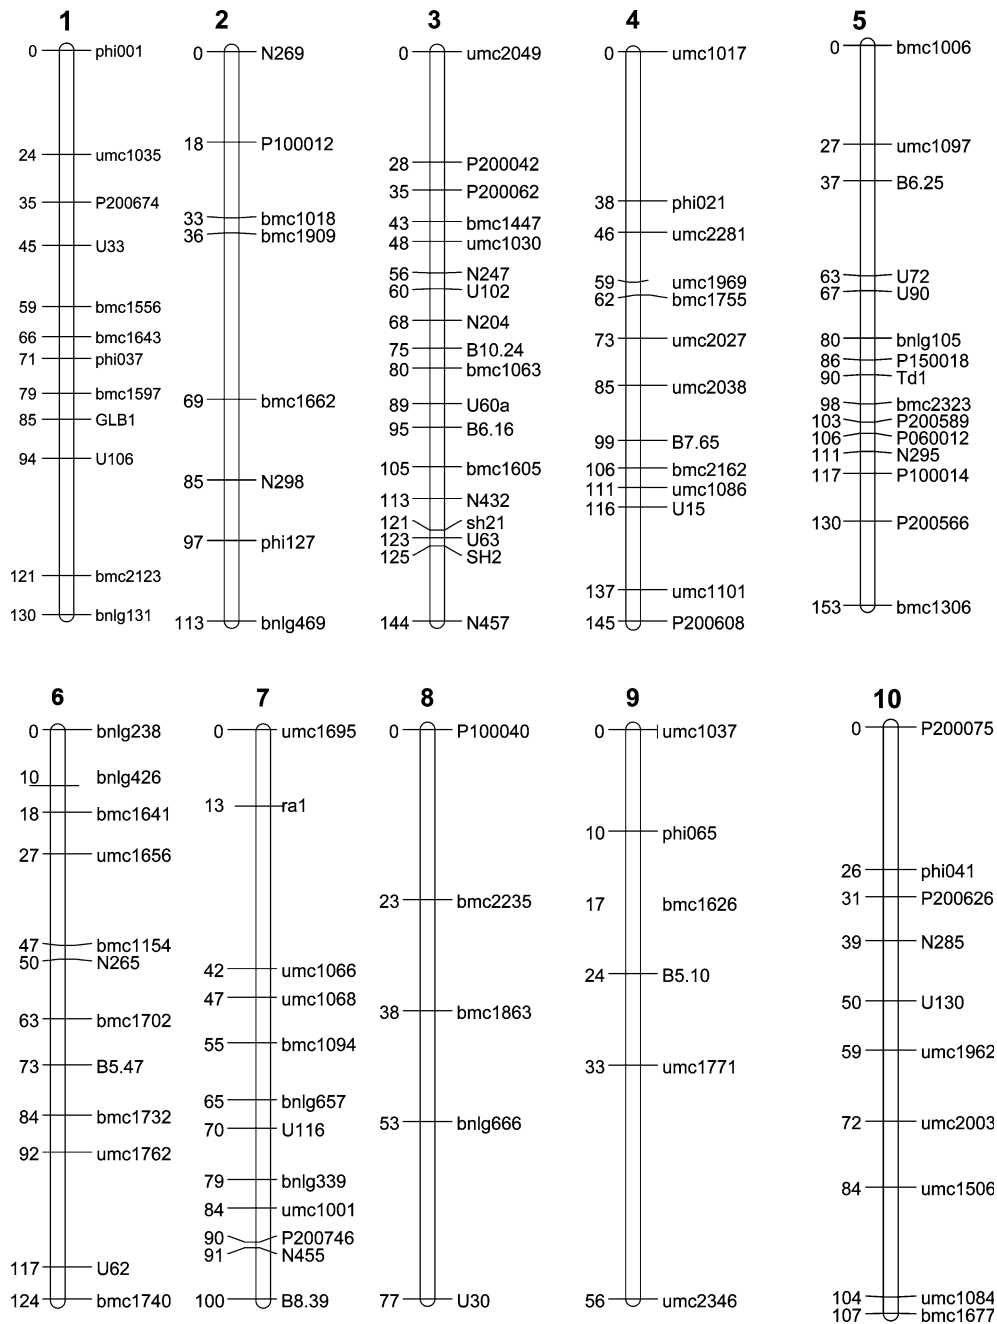 1
0 phi001
24 umc1035
35 P200674
45 U33
59 bmc1556
66 bmc1643
71 phi037
79 bmc1597
85 GLB1
94 U106
121 bmc2123
130 bnlg131
2
0 N269
18 P100012
33 bmc1018
36 bmc1909
69 bmc1662
85 N298
97 phi127
113 bnlg469
3
0 umc2049
28 P200042
35 P200062
43 bmc1447
48 umc1030
56 N247
60 U102
68 N204
75 B10.24
80 bmc1063
89 U60a
95 B6.16
105 bmc1605
113 N432
121 sh21
123 U63
125 SH2
144 N457
4
0 umc1017
38 phi021
46 umc2281
59 umc1969
62 bmc1755
73 umc2027
85 umc2038
99 B7.65
106 bmc2162
111 umc1086
116 U15
137 umc1101
145 P200608
5
0 bmc1006
27 umc1097
37 B6.25
63 U72
67 U90
80 bnlg105
86 P150018
90 Td1
98 bmc2323
103 P200589
106 P060012
111 N295
117 P100014
130 P200566
153 bmc1306
6
0 bnlg238
10 bnlg426
18 bmc1641
27 umc1656
47 bmc1154
50 N265
63 bmc1702
73 B5.47
84 bmc1732
92 umc1762
117 U62
124 bmc1740
7
0 umc1695
13 ra1
42 umc1066
47 umc1068
55 bmc1094
65 bnlg657
70 U116
79 bnlg339
84 umc1001
90 P200746
91 N455
100 B8.39
8
0 P100040
23 bmc2235
38 bmc1863
53 bnlg666
77 U30
9
0 umc1037
10 phi065
17 bmc1626
24 B5.10
33 umc1771
56 umc2346
10
0 P200075
26 phi041
31 P200626
39 N285
50 U130
59 umc1962
72 umc2003
84 umc1506
104 umc1084
107 bmc1677